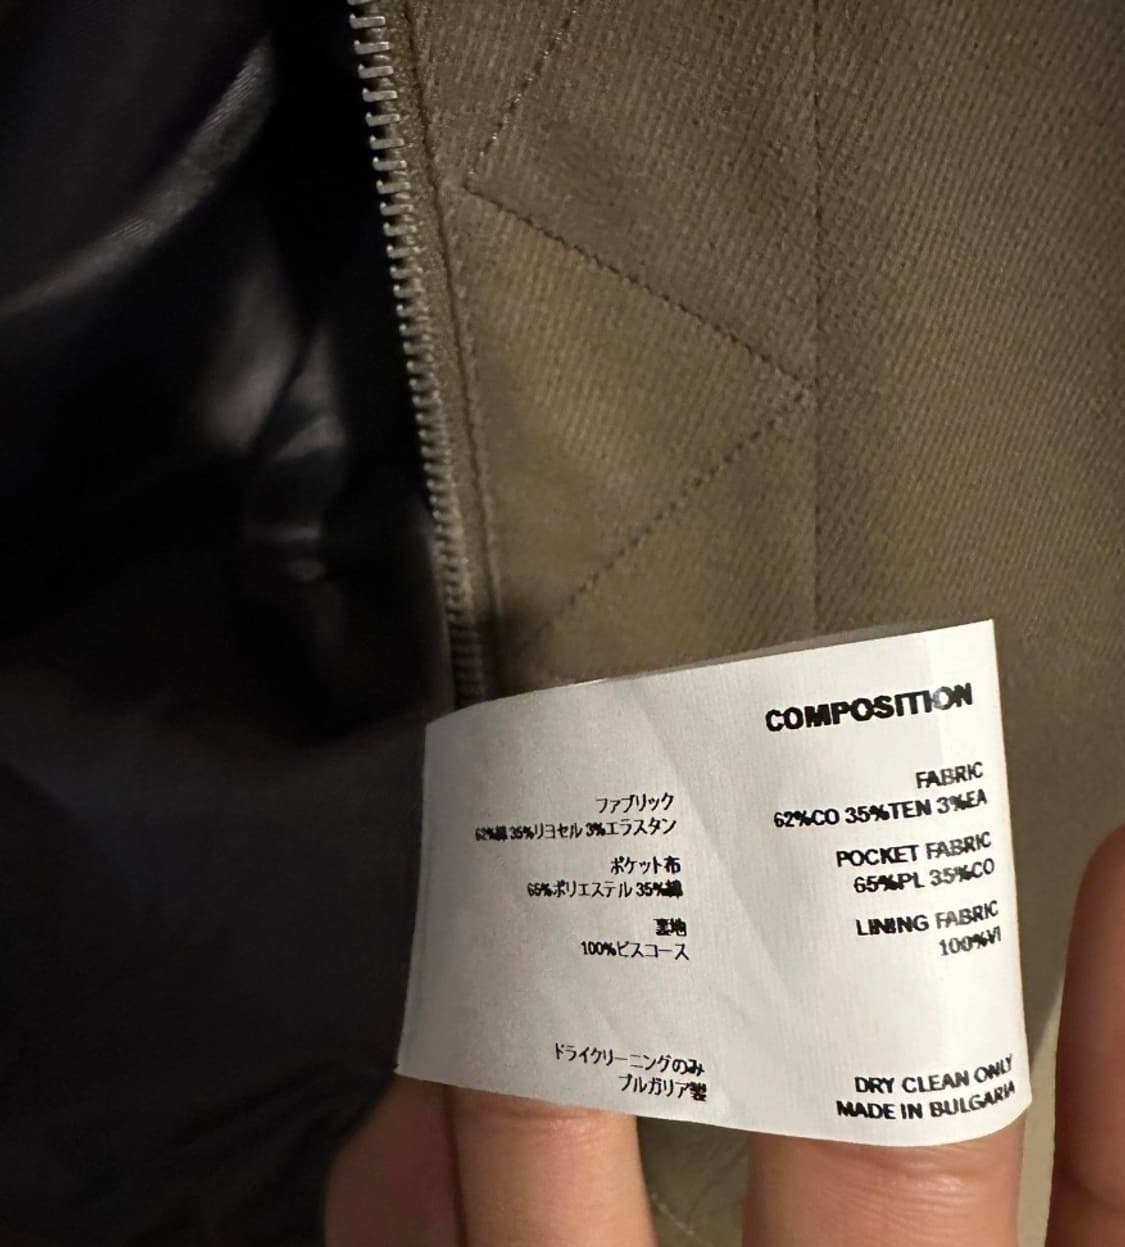 COMPOSITION
FABRIC
62%CO 35%TEN 3%EA
POCKET FABRIC
65%PL 35%CO
LINING FABRIC
100%VI
DRY CLEAN ONLY
MADE IN BULGARIA
ファブリック
62%綿 35%リヨセル 3%エラスタン
ポケット布
65%ポリエステル 35%綿
裏地
100%ビスコース
ドライクリーニングのみ
ブルガリア製